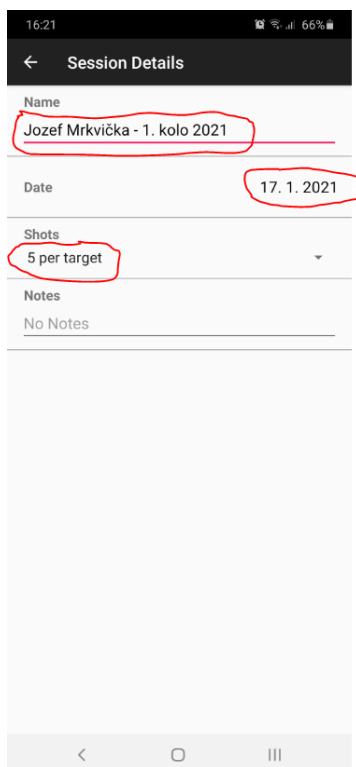 16:21 66%
Session Details
Name
Jozef Mrkvička - 1. kolo 2021
Date 17. 1. 2021
Shots
5 per target
Notes
No Notes